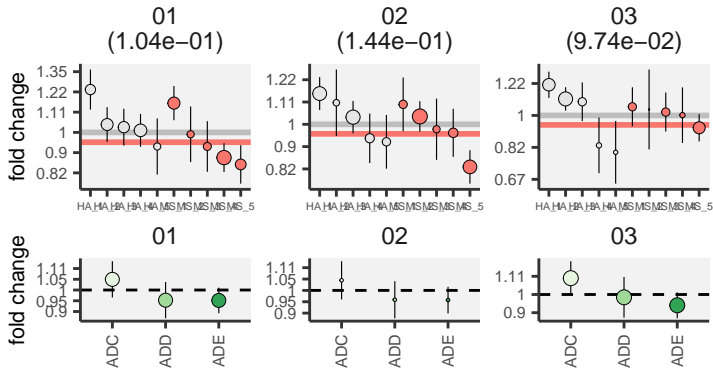 01
(1.04e−01)
02
(1.44e−01)
03
(9.74e−02)
fold change
1.35
1.22
1.11
1
0.9
0.82
1.22
1.11
1
0.9
0.82
1.22
1
0.82
0.67
01
02
03
fold change
1.11
1.05
1
0.95
0.9
1.11
1.05
1
0.95
0.9
1.11
1
0.9
ADC
ADD
ADE
ADC
ADD
ADE
ADC
ADD
ADE